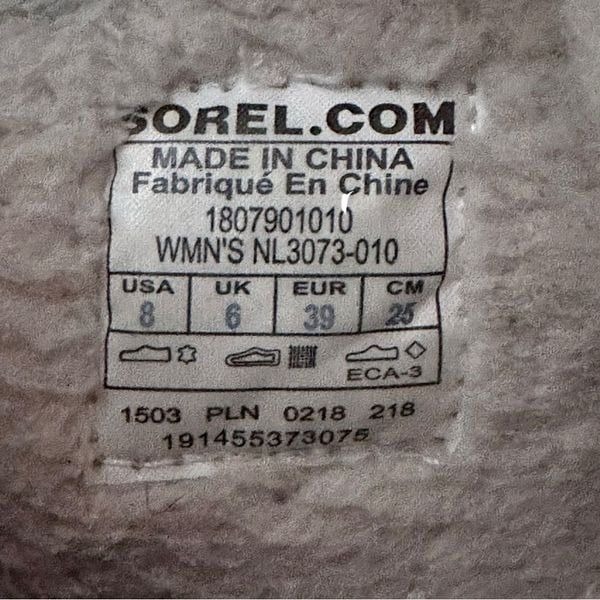 SOREL.COM
MADE IN CHINA
Fabriqué En Chine
1807901010
WMN'S NL3073-010
USA UK EUR CM
8 6 39 25
ECA-3
1503 PLN 0218 218
191455373075